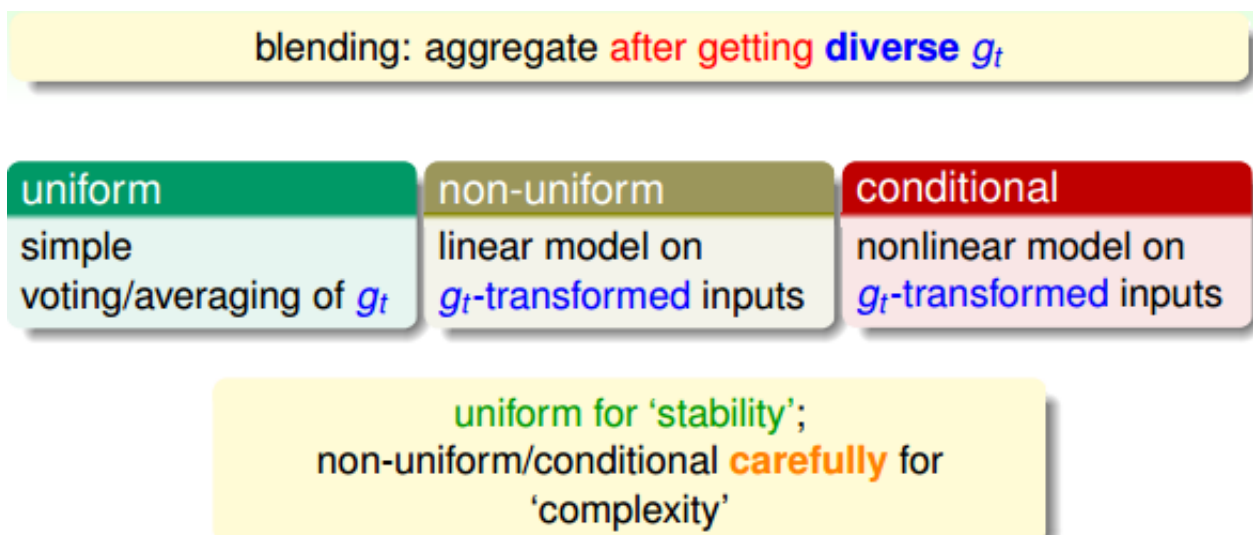 blending: aggregate after getting diverse gₜ
uniform
simple
voting/averaging of gₜ
non-uniform
linear model on
gₜ-transformed inputs
conditional
nonlinear model on
gₜ-transformed inputs
uniform for ‘stability’;
non-uniform/conditional carefully for
‘complexity’